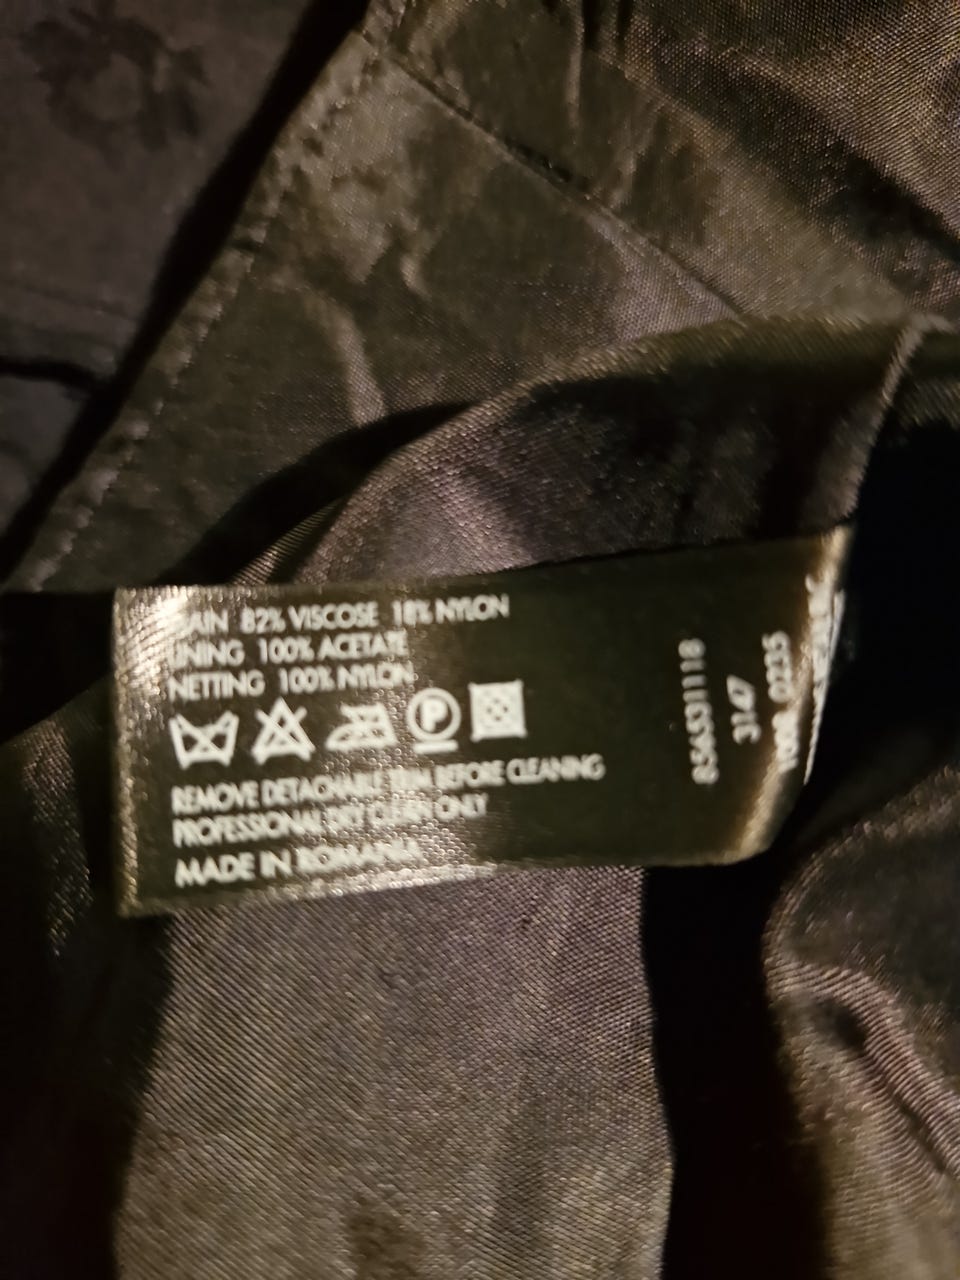 82% VISCOSE 18% NYLON
LINING 100% ACETATE
NETTING 100% NYLON
P
REMOVE DETACHABLE TRIM BEFORE CLEANING
PROFESSIONAL DRY CLEAN ONLY
MADE IN ROMANIA
3147